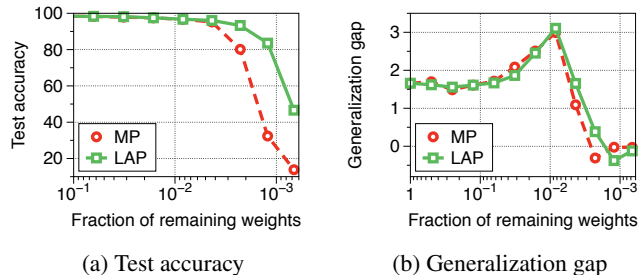 100
80
60
40
20
Test accuracy
MP
LAP
10⁻¹ 10⁻² 10⁻³
Fraction of remaining weights
(a) Test accuracy
3
2
1
0
Generalization gap
MP
LAP
1 10⁻¹ 10⁻² 10⁻³
Fraction of remaining weights
(b) Generalization gap